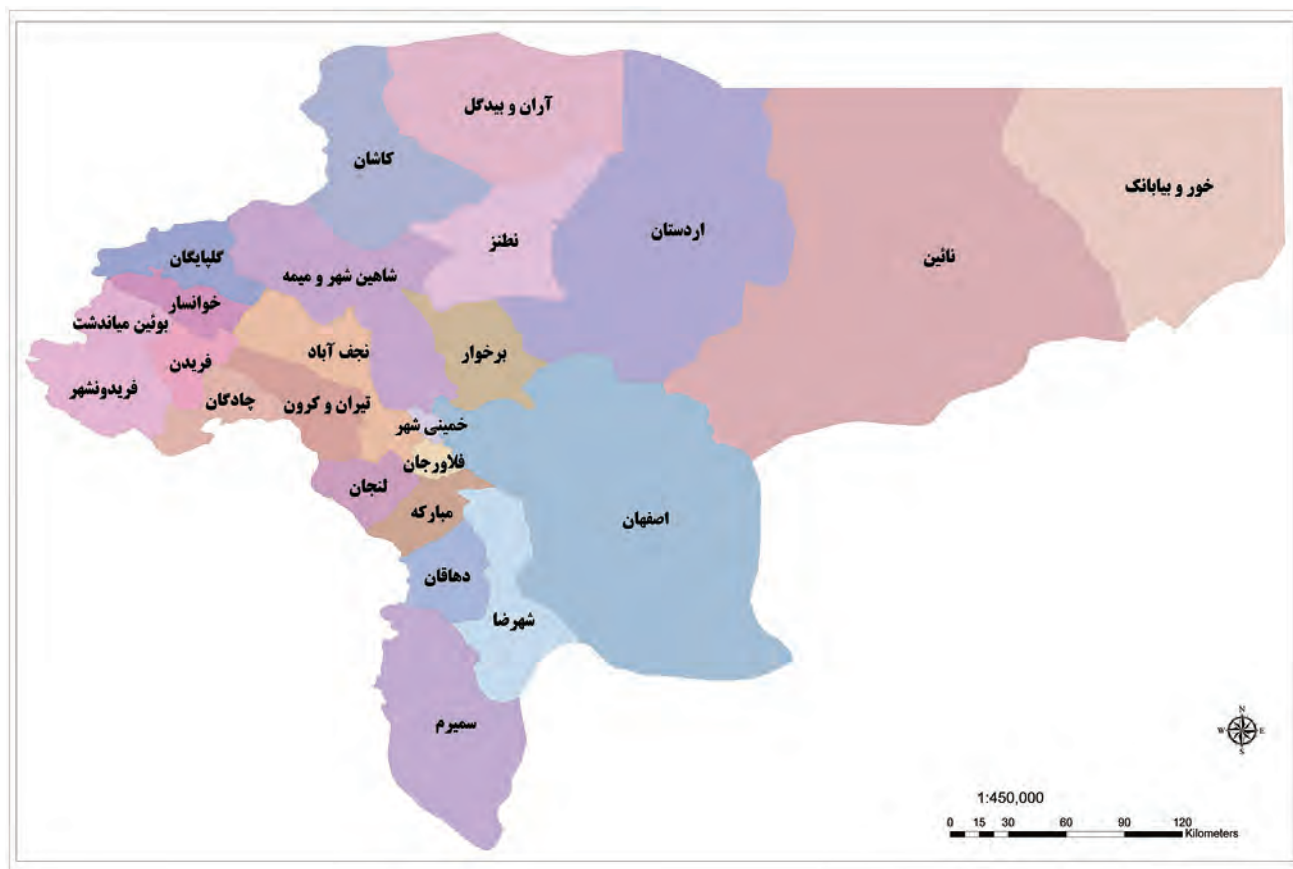 آران و بیدگل
کاشان
خور و بیابانک
اردستان
نطنز
نائین
گلپایگان
شاهین شهر و میمه
خوانسار
بوئین میاندشت
برخوار
نجف آباد
فریدن
فریدونشهر
چادگان
تیران و کرون
خمینی شهر
فلاورجان
لنجان
مبارکه
اصفهان
دهاقان
شهرضا
سمیرم
N
W E
S
1:450,000
0 15 30 60 90 120
Kilometers